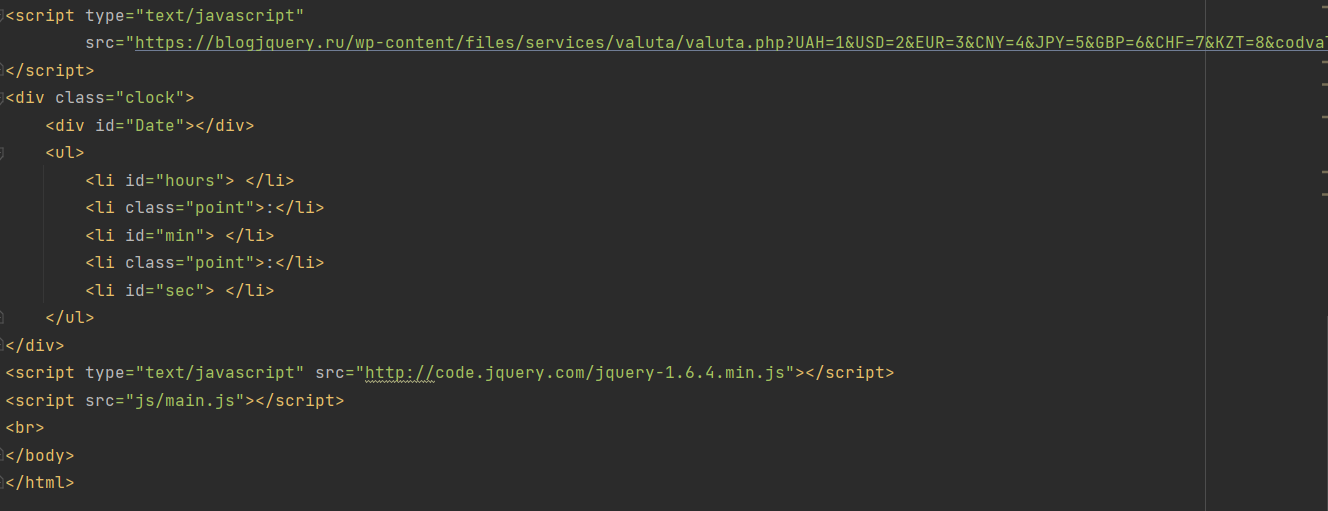 <script type="text/javascript"
src="https://blogjquery.ru/wp-content/files/services/valuta/valuta.php?UAH=1&USD=2&EUR=3&CNY=4&JPY=5&GBP=6&CHF=7&KZT=8&codval
</script>
<div class="clock">
<div id="Date"></div>
<ul>
<li id="hours"> </li>
<li class="point">:</li>
<li id="min"> </li>
<li class="point">:</li>
<li id="sec"> </li>
</ul>
</div>
<script type="text/javascript" src="http://code.jquery.com/jquery-1.6.4.min.js"></script>
<script src="js/main.js"></script>
<br>
</body>
</html>